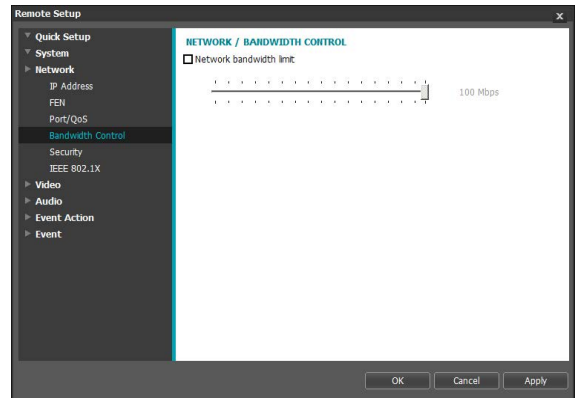 Remote Setup
x
Quick Setup
System
Network
IP Address
FEN
Port/QoS
Bandwidth Control
Security
IEEE 802.1X
Video
Audio
Event Action
Event
NETWORK / BANDWIDTH CONTROL
Network bandwidth limit
100 Mbps
OK
Cancel
Apply